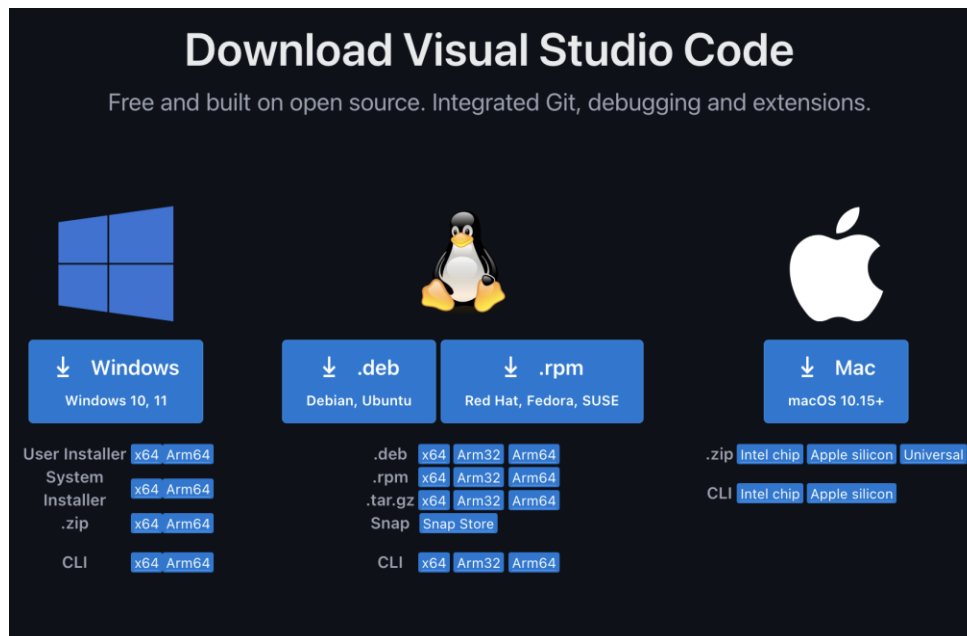 Download Visual Studio Code
Free and built on open source. Integrated Git, debugging and extensions.
Windows
Windows 10, 11
User Installer x64 Arm64
System
Installer x64 Arm64
.zip x64 Arm64
CLI x64 Arm64
.deb
Debian, Ubuntu
.rpm
Red Hat, Fedora, SUSE
.deb x64 Arm32 Arm64
.rpm x64 Arm32 Arm64
.tar.gz x64 Arm32 Arm64
Snap Snap Store
CLI x64 Arm32 Arm64
Mac
macOS 10.15+
.zip Intel chip Apple silicon Universal
CLI Intel chip Apple silicon